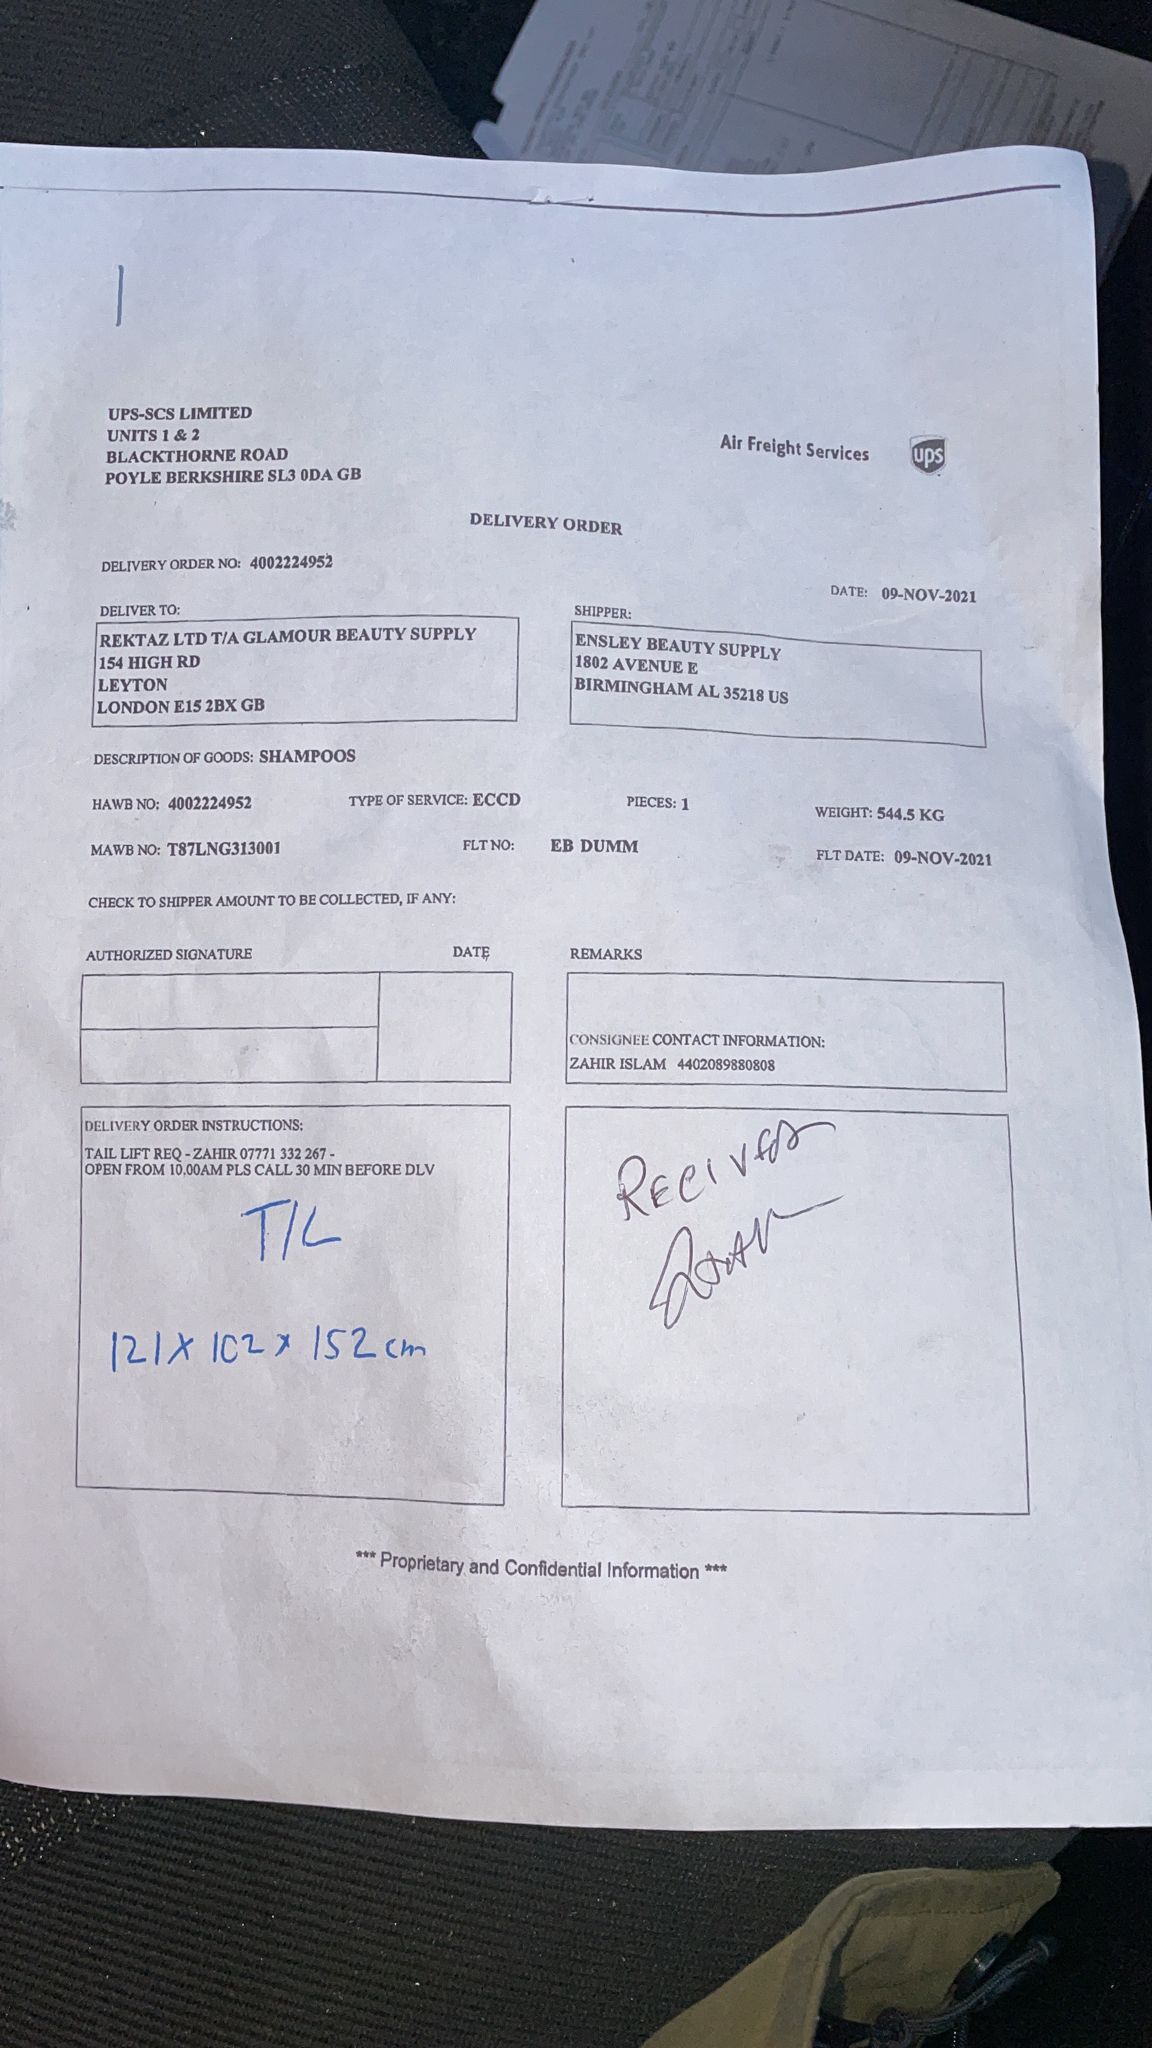 UPS-SCS LIMITED
UNITS 1 & 2
BLACKTHORNE ROAD
POYLE BERKSHIRE SL3 0DA GB
Air Freight Services
ups
DELIVERY ORDER
DELIVERY ORDER NO: 4002224952
DATE: 09-NOV-2021
DELIVER TO:
REKTAZ LTD T/A GLAMOUR BEAUTY SUPPLY
154 HIGH RD
LEYTON
LONDON E15 2BX GB
SHIPPER:
ENSLEY BEAUTY SUPPLY
1802 AVENUE E
BIRMINGHAM AL 35218 US
DESCRIPTION OF GOODS: SHAMPOOS
HAWB NO: 4002224952 TYPE OF SERVICE: ECCD PIECES: 1 WEIGHT: 544.5 KG
MAWB NO: T87LNG313001 FLT NO: EB DUMM FLT DATE: 09-NOV-2021
CHECK TO SHIPPER AMOUNT TO BE COLLECTED, IF ANY:
AUTHORIZED SIGNATURE DATE
REMARKS
CONSIGNEE CONTACT INFORMATION:
ZAHIR ISLAM 4402089880808
DELIVERY ORDER INSTRUCTIONS:
TAIL LIFT REQ - ZAHIR 07771 332 267 -
OPEN FROM 10.00AM PLS CALL 30 MIN BEFORE DLV
T/L
121 x 102 x 152 cm
RECIVED
*** Proprietary and Confidential Information ***